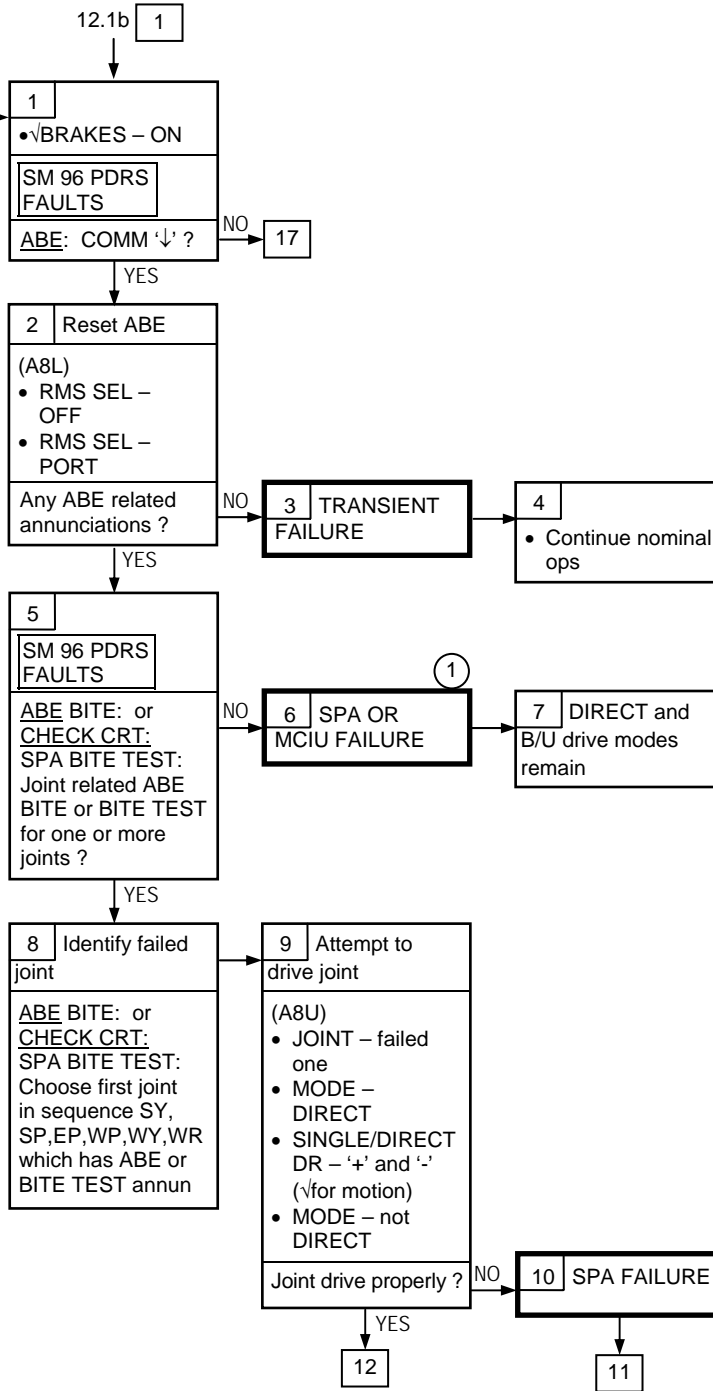 12.1b 1
1
•√BRAKES – ON
SM 96 PDRS
FAULTS
ABE: COMM ‘↓’ ?
NO
17
YES
2 Reset ABE
(A8L)
• RMS SEL –
OFF
• RMS SEL –
PORT
Any ABE related
annunciations ?
NO
3 TRANSIENT
FAILURE
4
• Continue nominal
ops
YES
5
SM 96 PDRS
FAULTS
ABE BITE: or
CHECK CRT:
SPA BITE TEST:
Joint related ABE
BITE or BITE TEST
for one or more
joints ?
NO
1
6 SPA OR
MCIU FAILURE
7 DIRECT and
B/U drive modes
remain
YES
8 Identify failed
joint
ABE BITE: or
CHECK CRT:
SPA BITE TEST:
Choose first joint
in sequence SY,
SP,EP,WP,WY,WR
which has ABE or
BITE TEST annun
9 Attempt to
drive joint
(A8U)
• JOINT – failed
one
• MODE –
DIRECT
• SINGLE/DIRECT
DR – ‘+’ and ‘-’
(√for motion)
• MODE – not
DIRECT
Joint drive properly ?
NO
10 SPA FAILURE
YES
12
11